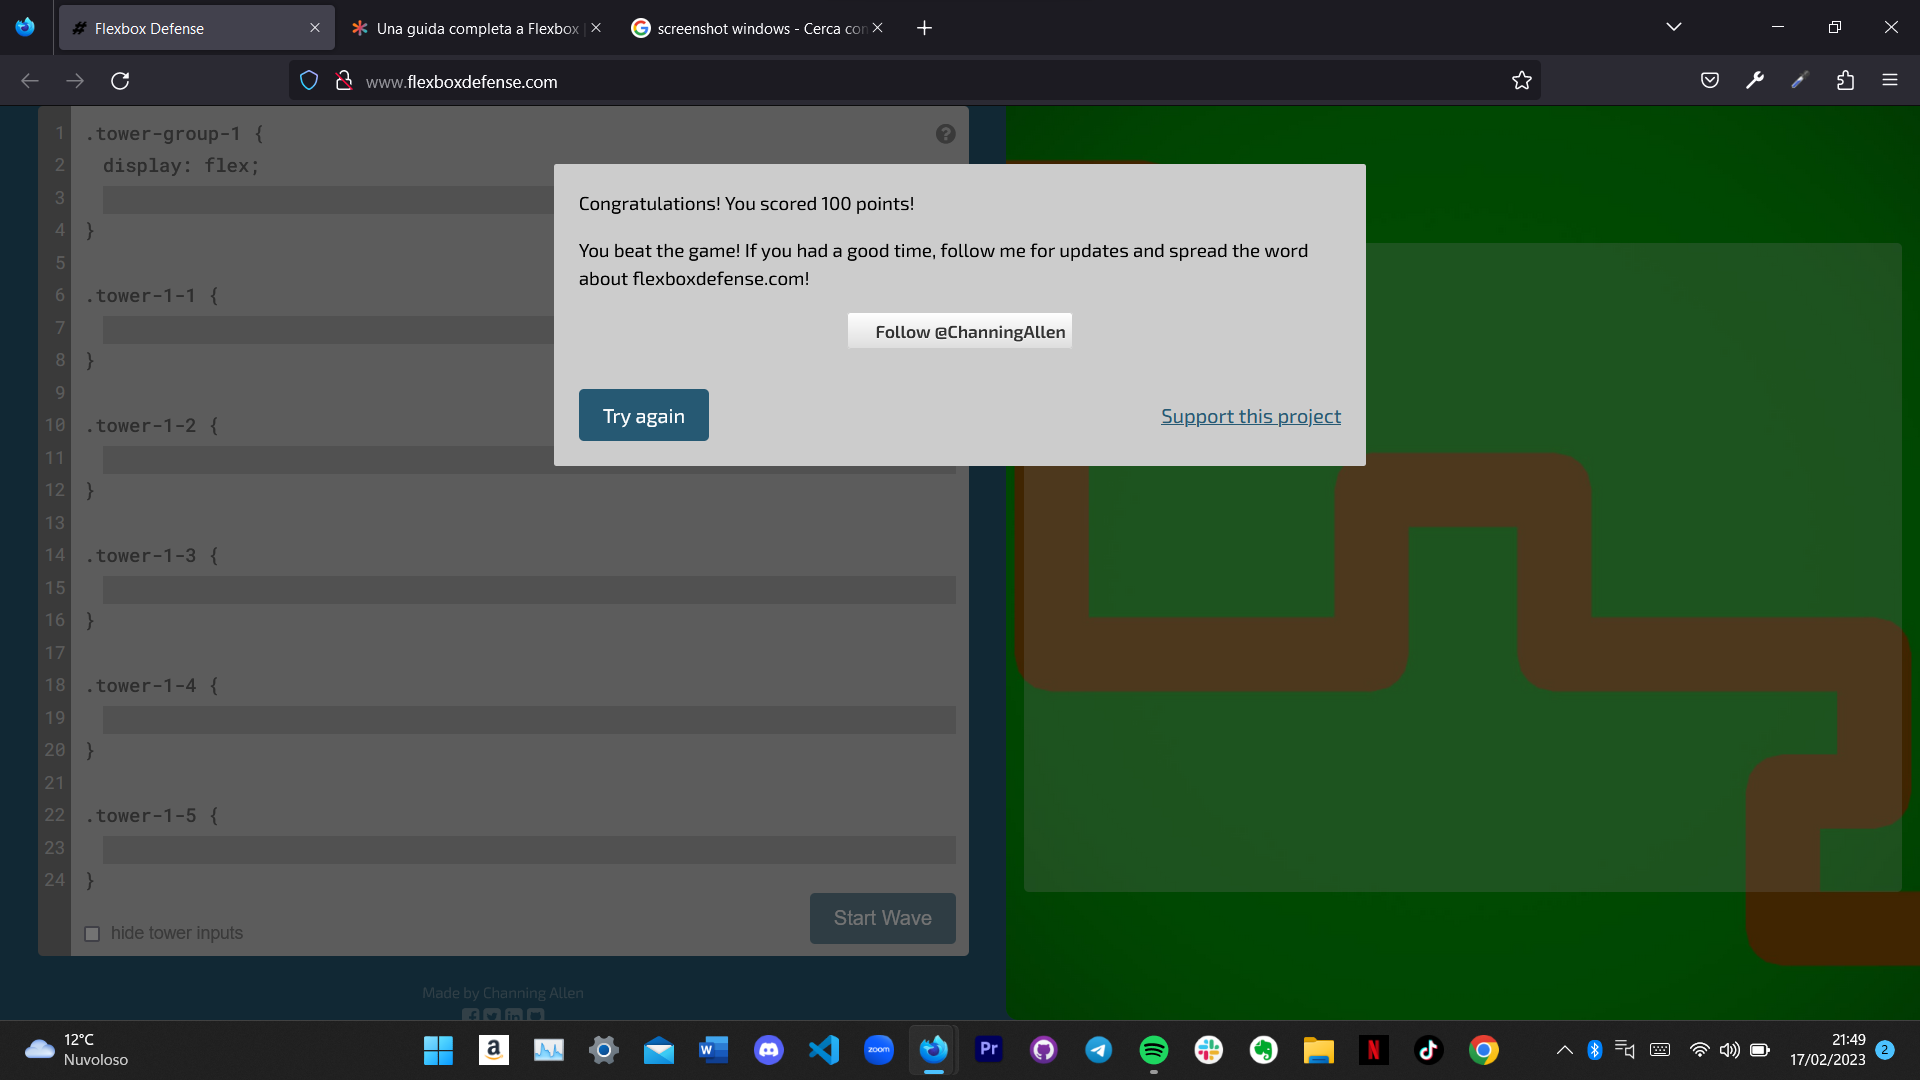 Flexbox Defense
Una guida completa a Flexbox |
screenshot windows - Cerca con
www.flexboxdefense.com
1 .tower-group-1 {
2 display: flex;
3
4 }
5
6 .tower-1-1 {
7
8 }
9
10 .tower-1-2 {
11
12 }
13
14 .tower-1-3 {
15
16 }
17
18 .tower-1-4 {
19
20 }
21
22 .tower-1-5 {
23
24 }
?
hide tower inputs
Start Wave
Made by Channing Allen
Congratulations! You scored 100 points!
You beat the game! If you had a good time, follow me for updates and spread the word
about flexboxdefense.com!
Follow @ChanningAllen
Try again
Support this project
12°C
Nuvoloso
a
W
zoom
Pr
N
21:49
17/02/2023
2